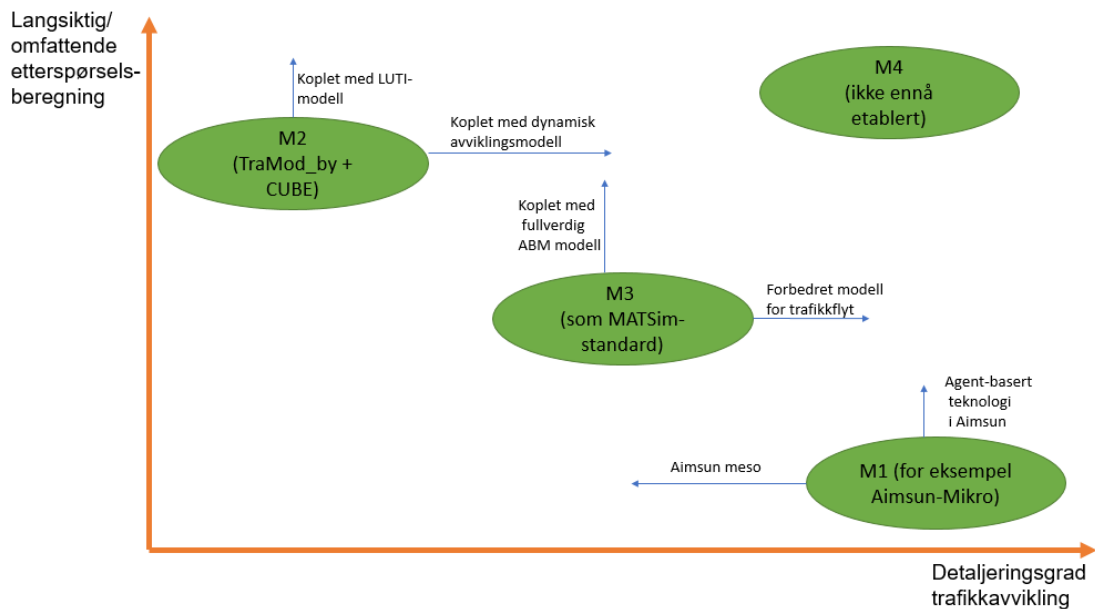 Langsiktig/
omfattende
etterspørsels-
beregning
Koplet med LUTI-
modell
M2
(TraMod_by +
CUBE)
Koplet med dynamisk
avviklingsmodell
M4
(ikke ennå
etablert)
Koplet med
fullverdig
ABM modell
M3
(som MATSim-
standard)
Forbedret modell
for trafikkflyt
Agent-basert
teknologi
i Aimsun
Aimsun meso
M1 (for eksempel
Aimsun-Mikro)
Detaljeringsgrad
trafikkavvikling